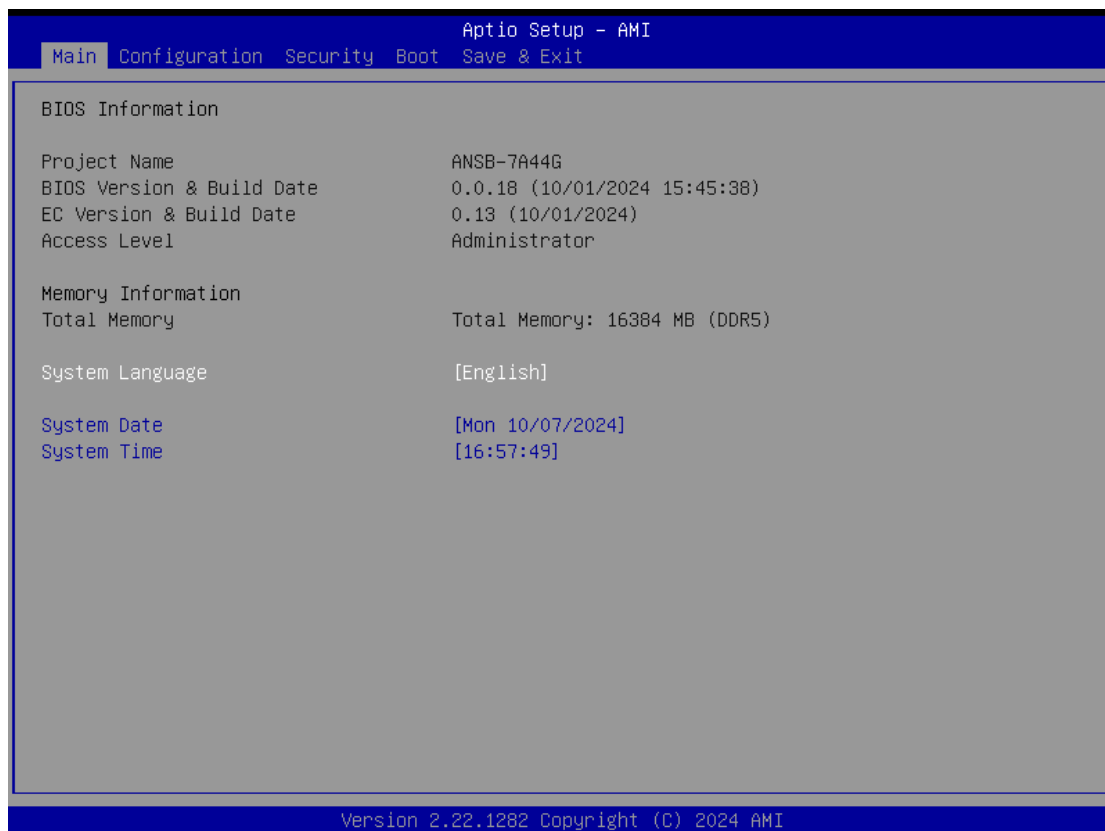 Aptio Setup – AMI
Main Configuration Security Boot Save & Exit
BIOS Information
Project Name ANSB-7A44G
BIOS Version & Build Date 0.0.18 (10/01/2024 15:45:38)
EC Version & Build Date 0.13 (10/01/2024)
Access Level Administrator
Memory Information
Total Memory Total Memory: 16384 MB (DDR5)
System Language [English]
System Date [Mon 10/07/2024]
System Time [16:57:49]
Version 2.22.1282 Copyright (C) 2024 AMI